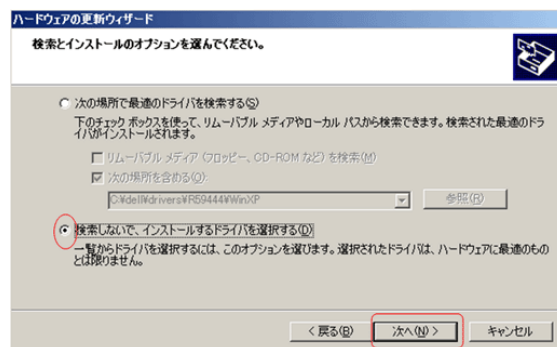 ハードウェアの更新ウィザード
検索とインストールのオプションを選んでください。
次の場所で最適のドライバを検索する(S)
下のチェック ボックスを使って、リムーバブル メディアやローカル パスから検索できます。検索された最適のドラ
イバがインストールされます。
リムーバブル メディア (フロッピー、CD-ROM など) を検索(M)
次の場所を含める(O):
C:¥dell¥drivers¥R59444¥WinXP
参照(R)
検索しないで、インストールするドライバを選択する(D)
一覧からドライバを選択するには、このオプションを選びます。選択されたドライバは、ハードウェアに最適のもの
とは限りません。
< 戻る(B) 次へ(N) > キャンセル